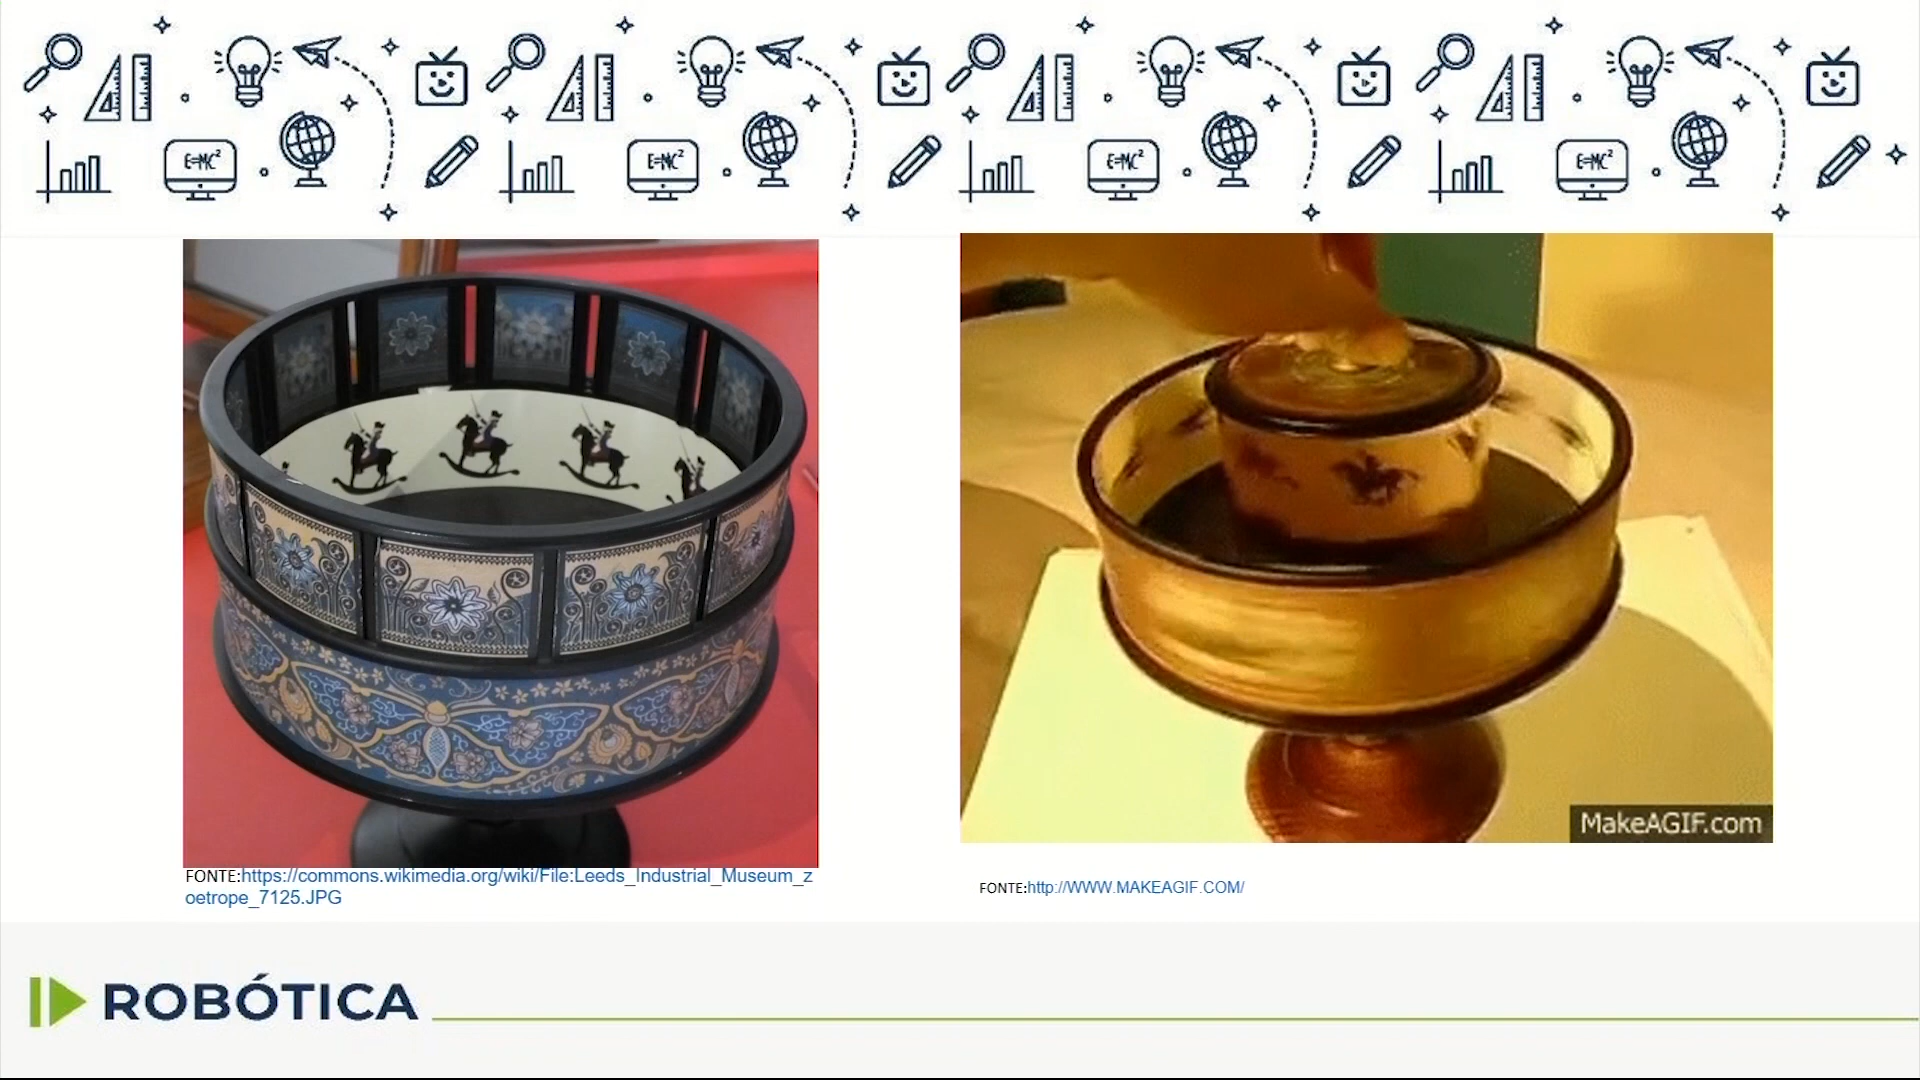 E=MC²
E=MC²
E=MC²
E=MC²
MakeAGIF.com
FONTE:https://commons.wikimedia.org/wiki/File:Leeds_Industrial_Museum_z
oetrope_7125.JPG
FONTE:http://WWW.MAKEAGIF.COM/
ROBÓTICA